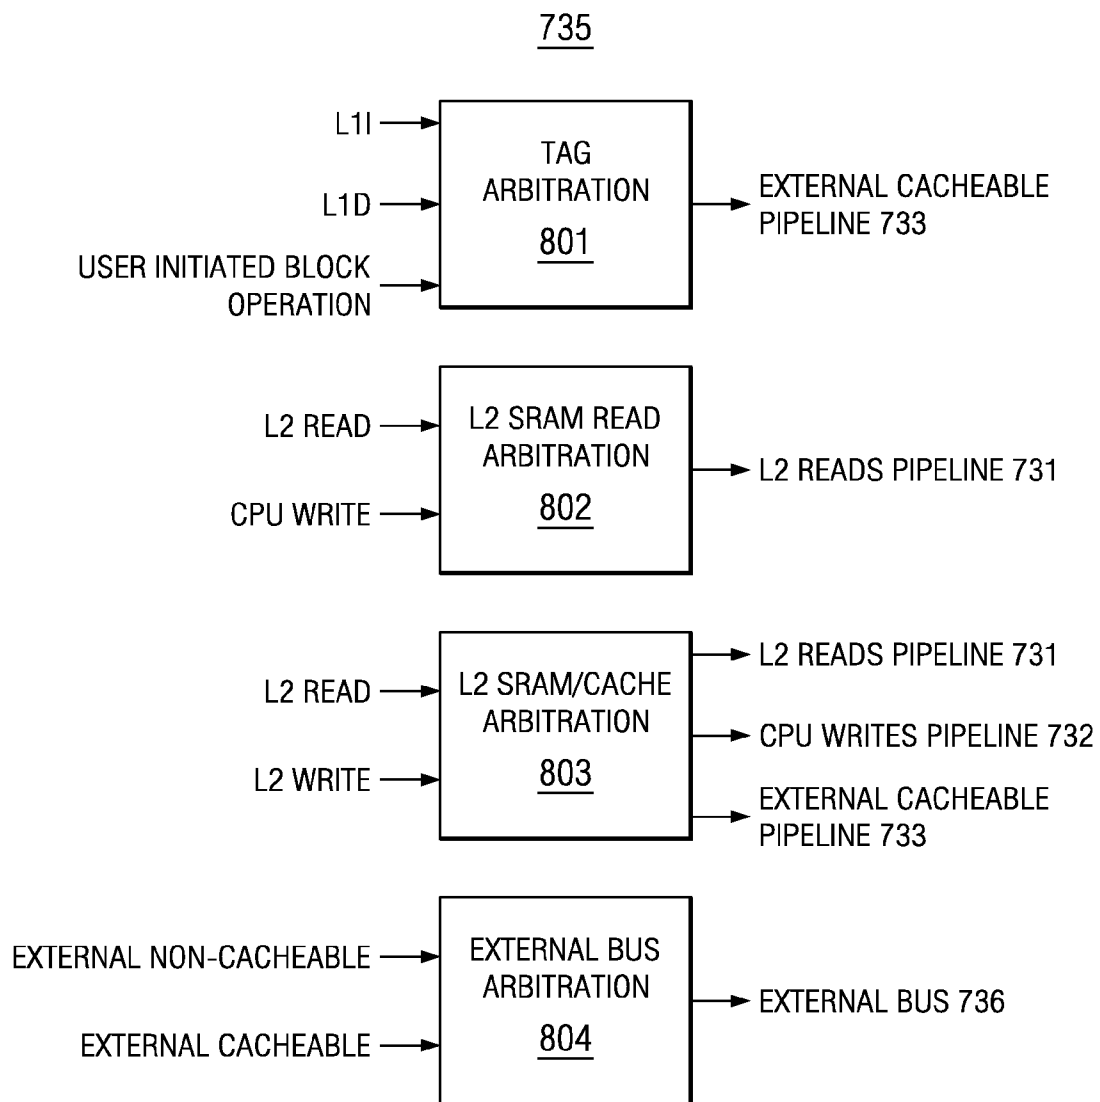 735
L1I
L1D
USER INITIATED BLOCK
OPERATION
TAG
ARBITRATION
801
EXTERNAL CACHEABLE
PIPELINE 733
L2 READ
CPU WRITE
L2 SRAM READ
ARBITRATION
802
L2 READS PIPELINE 731
L2 READ
L2 WRITE
L2 SRAM/CACHE
ARBITRATION
803
L2 READS PIPELINE 731
CPU WRITES PIPELINE 732
EXTERNAL CACHEABLE
PIPELINE 733
EXTERNAL NON-CACHEABLE
EXTERNAL CACHEABLE
EXTERNAL BUS
ARBITRATION
804
EXTERNAL BUS 736